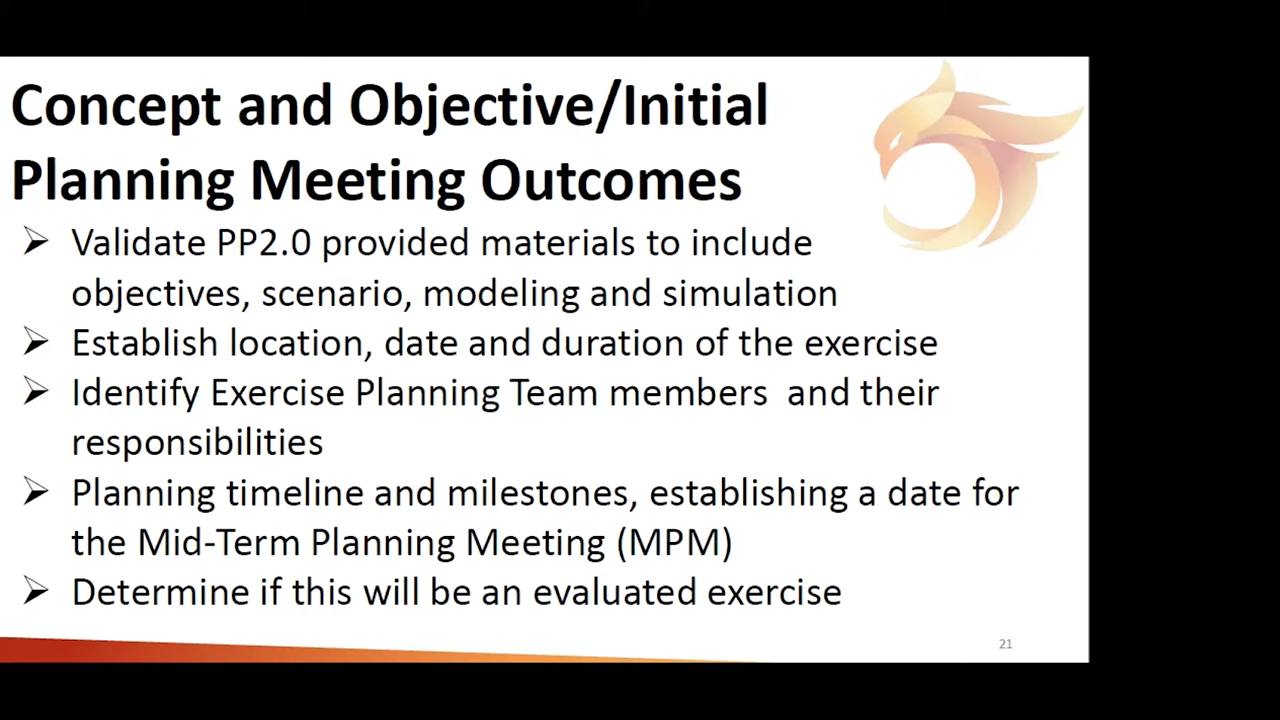 Concept and Objective/Initial
Planning Meeting Outcomes
➢ Validate PP2.0 provided materials to include
objectives, scenario, modeling and simulation
➢ Establish location, date and duration of the exercise
➢ Identify Exercise Planning Team members  and their
responsibilities
➢ Planning timeline and milestones, establishing a date for
the Mid-Term Planning Meeting (MPM)
➢ Determine if this will be an evaluated exercise
21